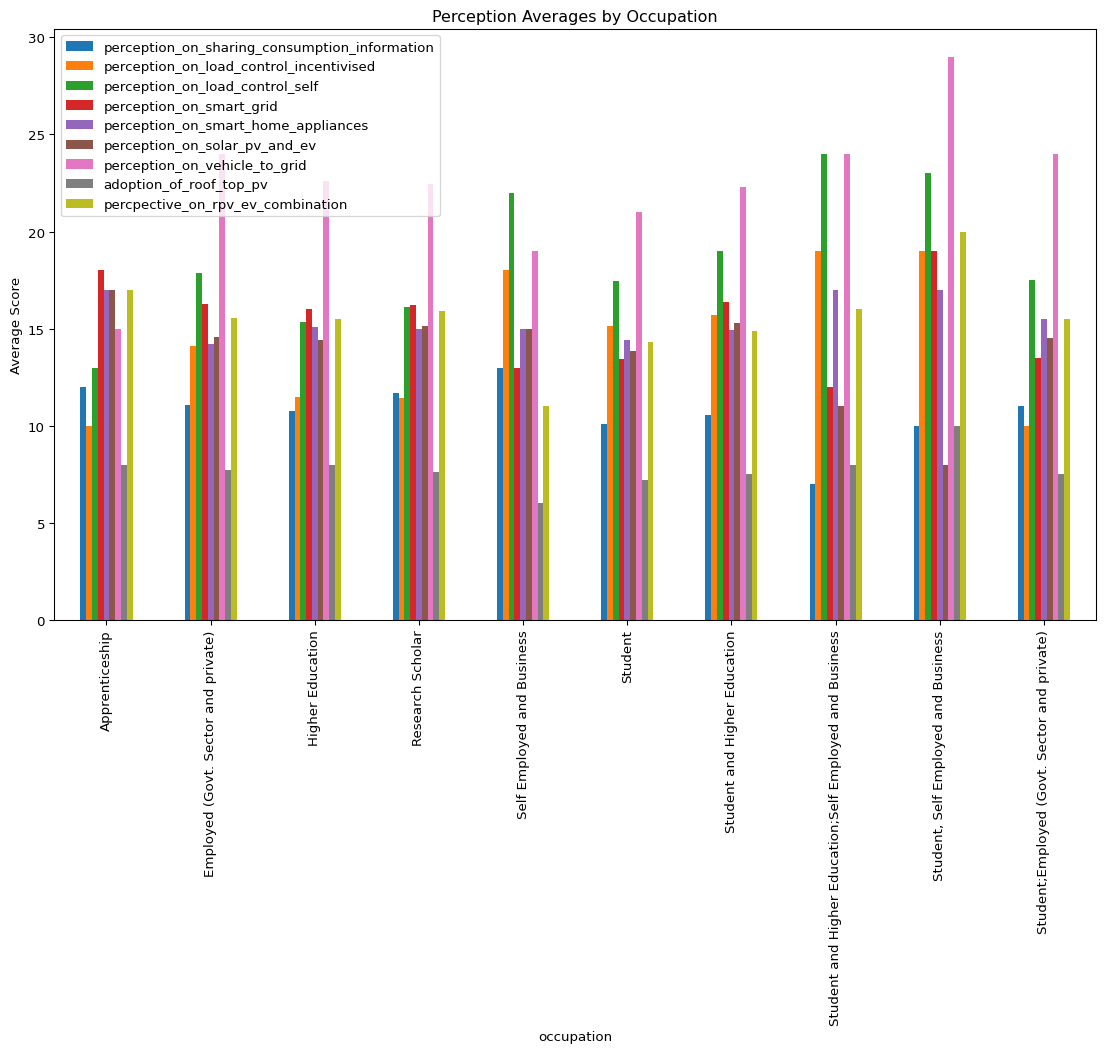 Perception Averages by Occupation
30
25
20
15
10
5
0
Average Score
perception_on_sharing_consumption_information
perception_on_load_control_incentivised
perception_on_load_control_self
perception_on_smart_grid
perception_on_smart_home_appliances
perception_on_solar_pv_and_ev
perception_on_vehicle_to_grid
adoption_of_roof_top_pv
percpective_on_rpv_ev_combination
Apprenticeship
Employed (Govt. Sector and private)
Higher Education
Research Scholar
Self Employed and Business
Student
Student and Higher Education
Student and Higher Education;Self Employed and Business
Student, Self Employed and Business
Student;Employed (Govt. Sector and private)
occupation